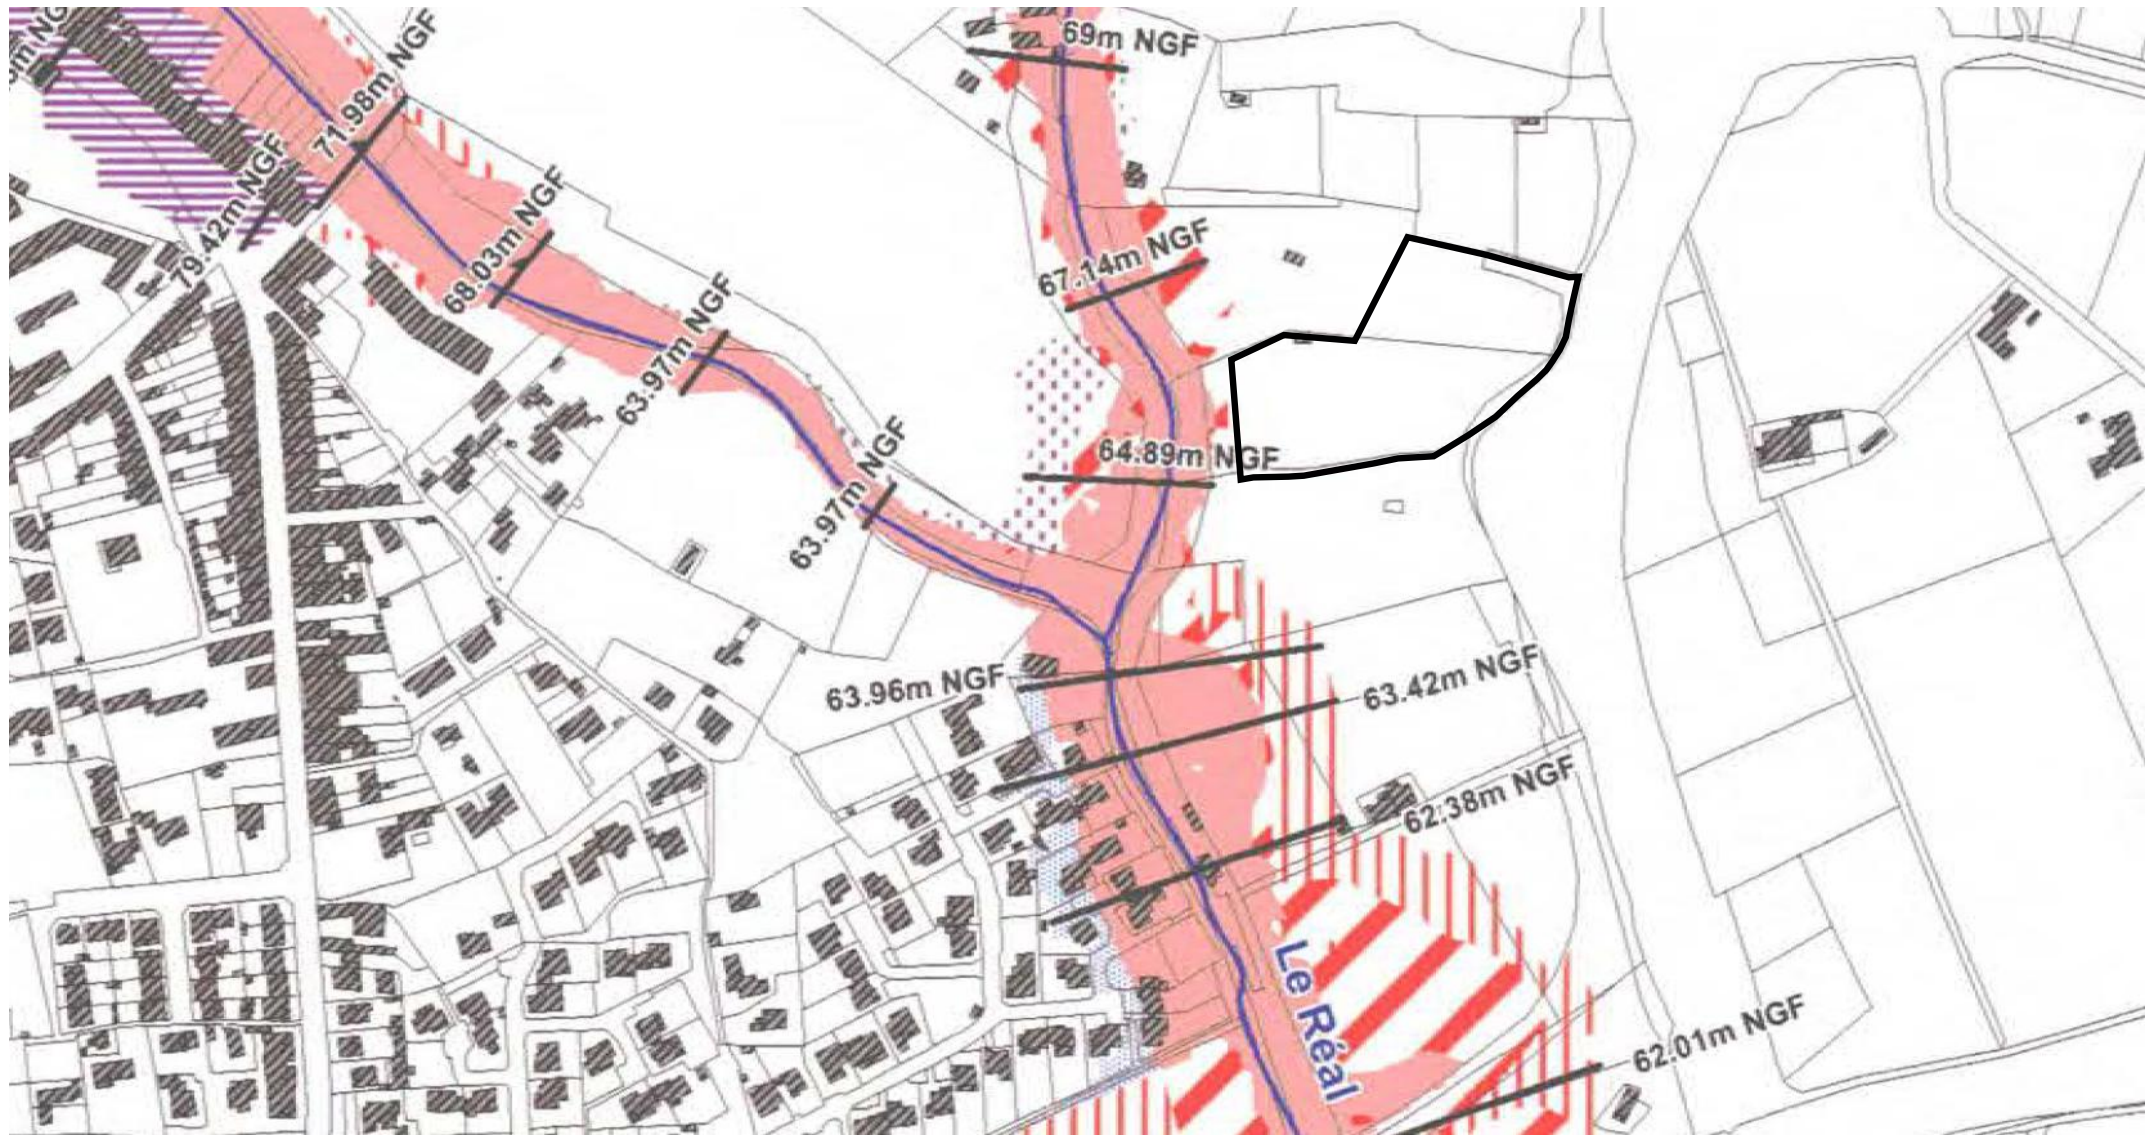 69m NGF
71.98m NGF
79.42m NGF
68.03m NGF
67.14m NGF
63.97m NGF
64.89m NGF
63.97m NGF
63.96m NGF
63.42m NGF
62.38m NGF
Le Réal
62.01m NGF